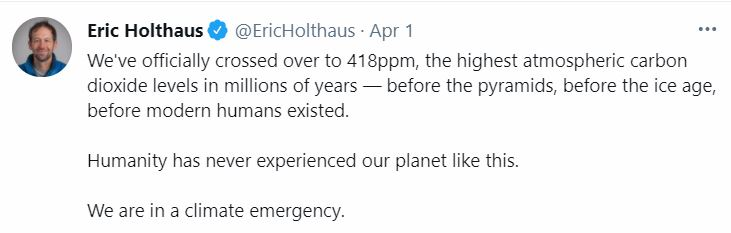 Eric Holthaus @EricHolthaus · Apr 1
We've officially crossed over to 418ppm, the highest atmospheric carbon
dioxide levels in millions of years — before the pyramids, before the ice age,
before modern humans existed.
Humanity has never experienced our planet like this.
We are in a climate emergency.